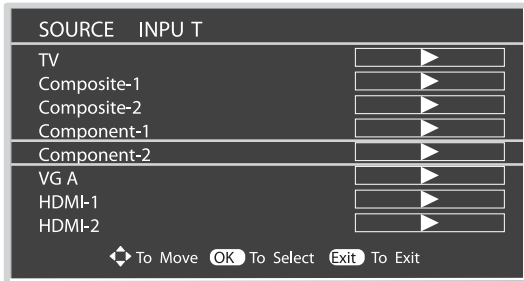 SOURCE INPU T
TV
Composite-1
Composite-2
Component-1
Component-2
VG A
HDMI-1
HDMI-2
To Move OK To Select Exit To Exit